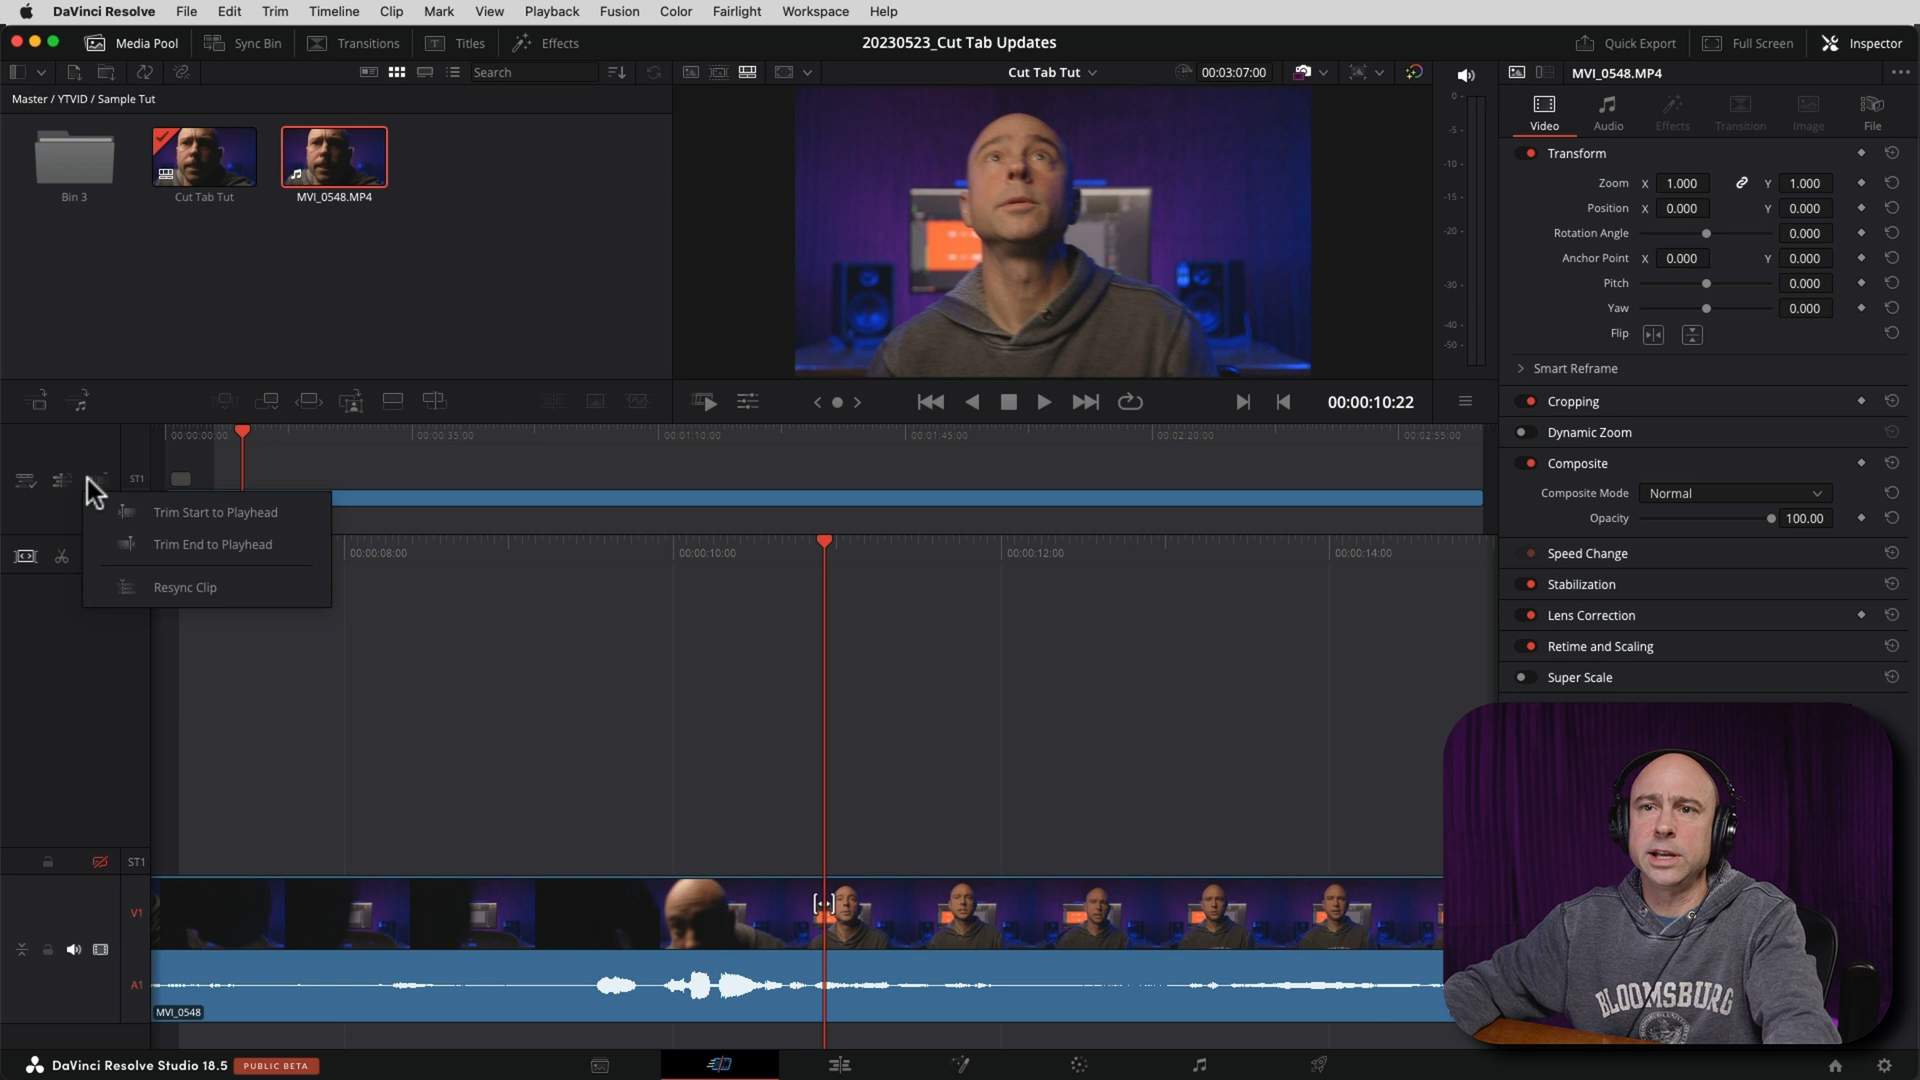 DaVinci Resolve File Edit Trim Timeline Clip Mark View Playback Fusion Color Fairlight Workspace Help
Media Pool Sync Bin Transitions Titles Effects 20230523_Cut Tab Updates Quick Export Full Screen Inspector
Search Cut Tab Tut 00:03:07:00 MVI_0548.MP4
Master / YTVID / Sample Tut
Video Audio Effects Transition Image File
Bin 3 Cut Tab Tut MVI_0548.MP4
0
-5
-10
-15
-20
-30
-40
-50
Transform
Zoom X 1.000 Y 1.000
Position X 0.000 Y 0.000
Rotation Angle 0.000
Anchor Point X 0.000 Y 0.000
Pitch 0.000
Yaw 0.000
Flip
Smart Reframe
Cropping
Dynamic Zoom
Composite
Composite Mode Normal
Opacity 100.00
Speed Change
Stabilization
Lens Correction
Retime and Scaling
Super Scale
00:00:10:22
00:00:00:00 00:00:35:00 00:01:10:00 00:01:45:00 00:02:20:00 00:02:55:00
ST1
Trim Start to Playhead
Trim End to Playhead
Resync Clip
00:00:08:00 00:00:10:00 00:00:12:00 00:00:14:00
ST1
V1
A1
MVI_0548
BLOOMSBURG
DaVinci Resolve Studio 18.5 PUBLIC BETA